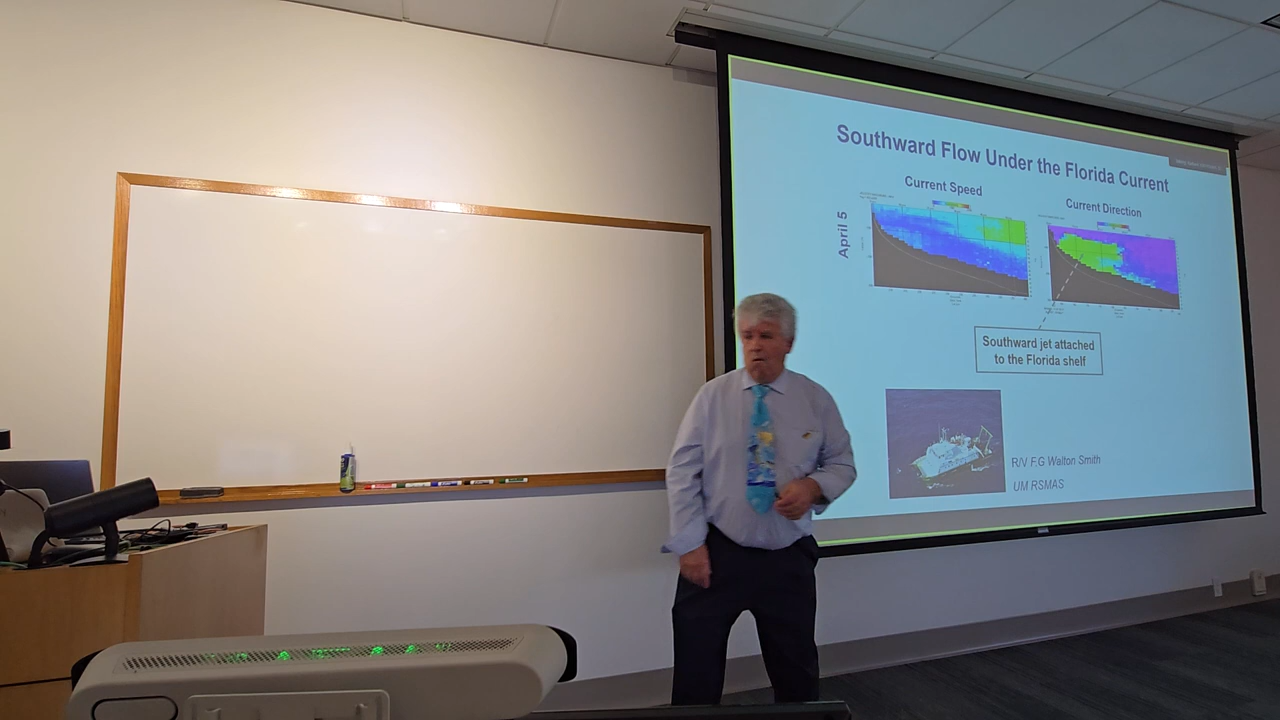 Southward Flow Under the Florida Current
Current Speed
Current Direction
April 5
Southward jet attached
to the Florida shelf
R/V F.G Walton Smith
UM RSMAS